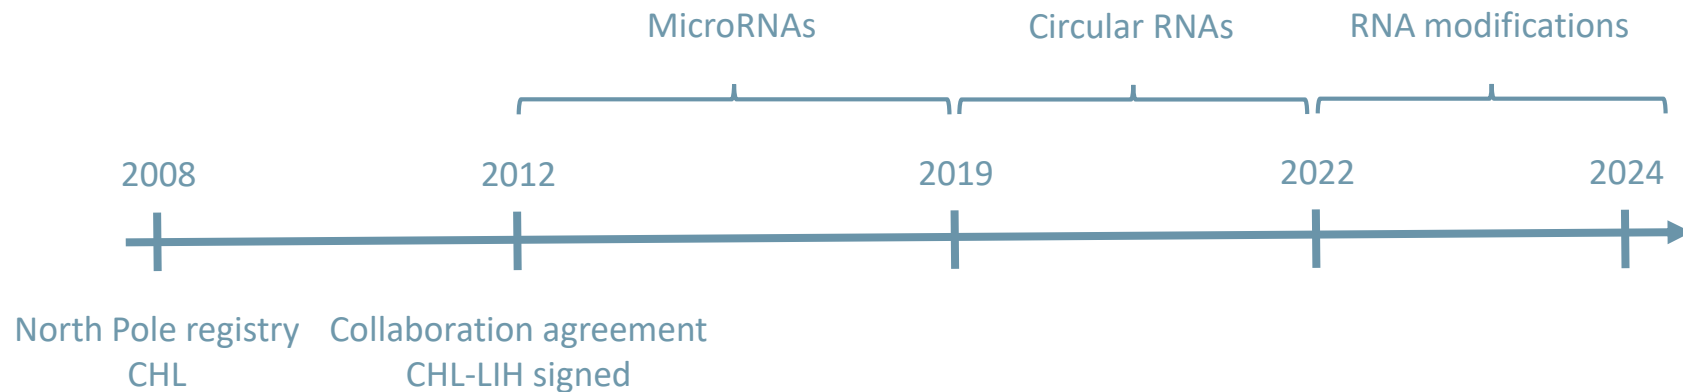 MicroRNAs
Circular RNAs
RNA modifications
2008
2012
2019
2022
2024
North Pole registry
CHL
Collaboration agreement
CHL-LIH signed